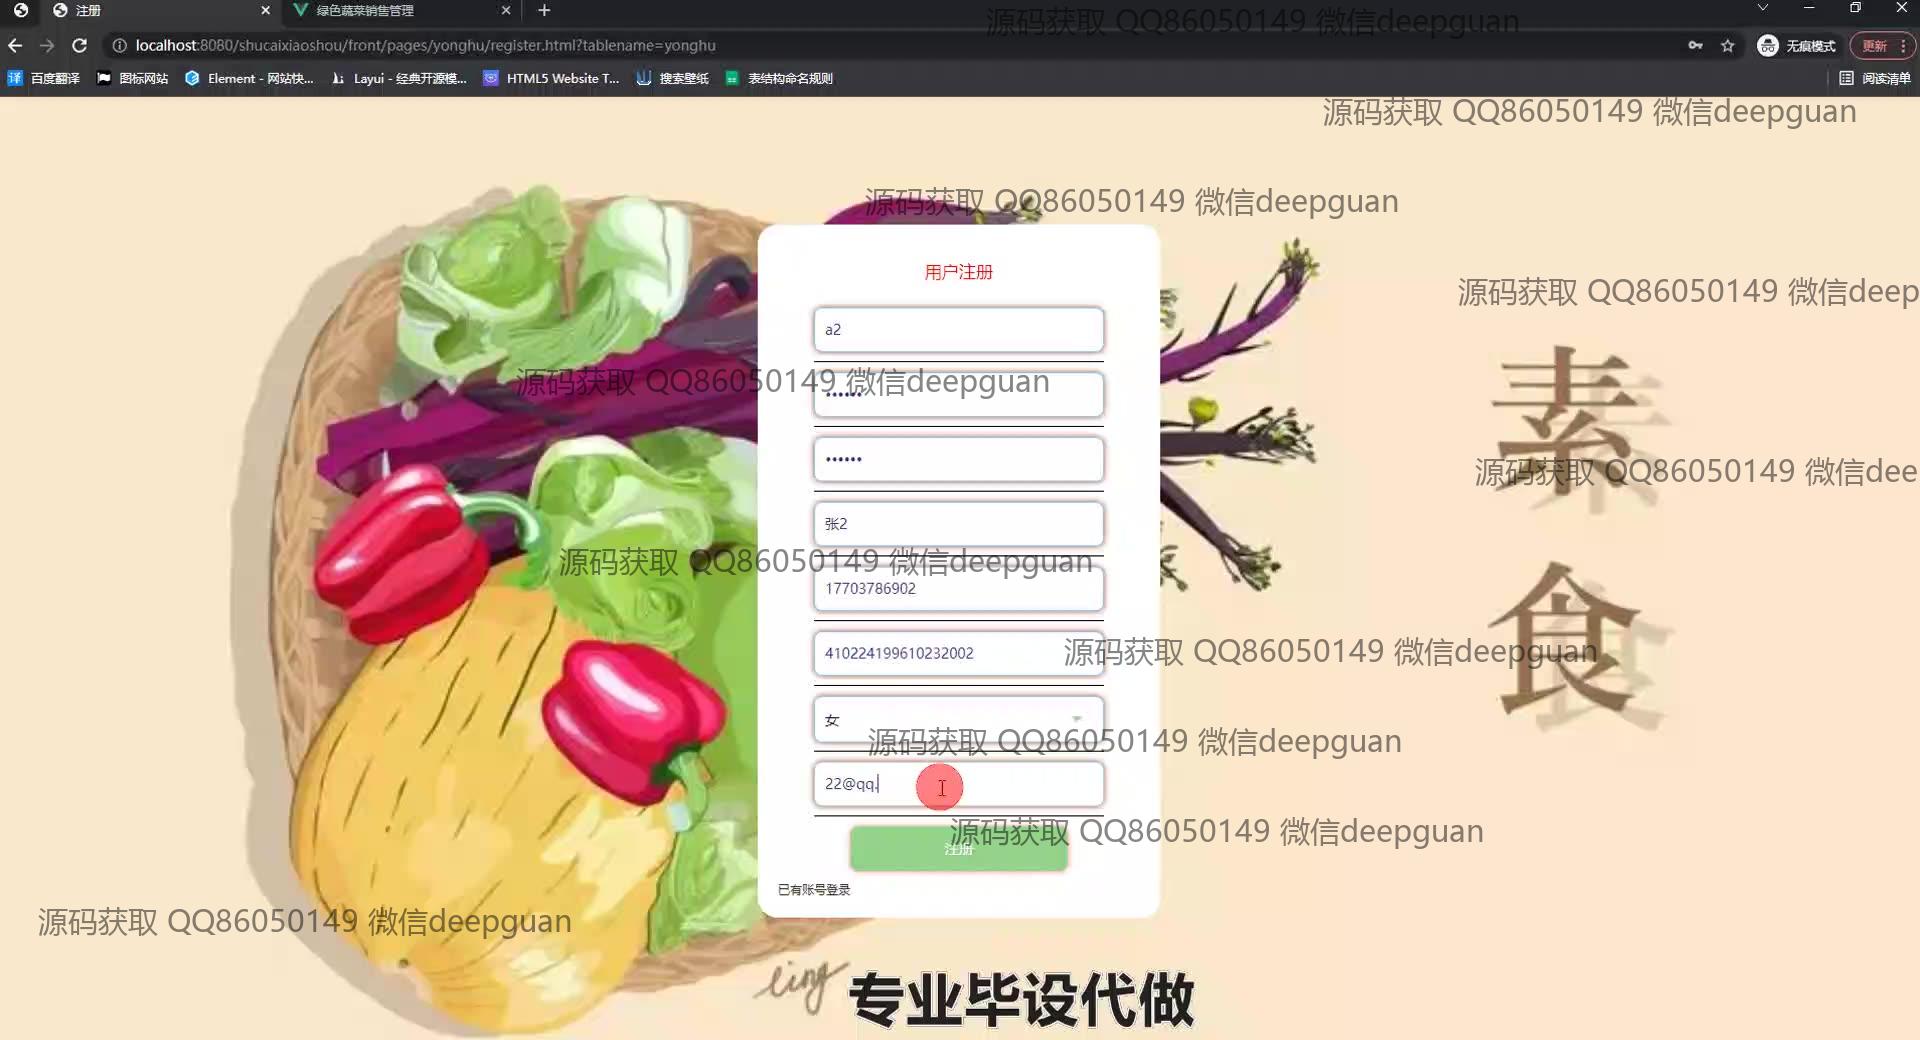 注册
绿色蔬菜销售管理
localhost:8080/shucaixiaoshou/front/pages/yonghu/register.html?tablename=yonghu
无痕模式
更新
百度翻译
图标网站
Element - 网站快...
Layui - 经典开源模...
HTML5 Website T...
搜索壁纸
表结构命名规则
阅读清单
源码获取 QQ86050149 微信deepguan
源码获取 QQ86050149 微信deepguan
源码获取 QQ86050149 微信deepguan
用户注册
源码获取 QQ86050149 微信deep
a2
源码获取 QQ86050149 微信deepguan
••••••
素
••••••
源码获取 QQ86050149 微信dee
张2
源码获取 QQ86050149 微信deepguan
17703786902
食
410224199610232002
源码获取 QQ86050149 微信deepguan
女
源码获取 QQ86050149 微信deepguan
22@qq.
源码获取 QQ86050149 微信deepguan
注册
已有账号登录
源码获取 QQ86050149 微信deepguan
ling
专业毕设代做